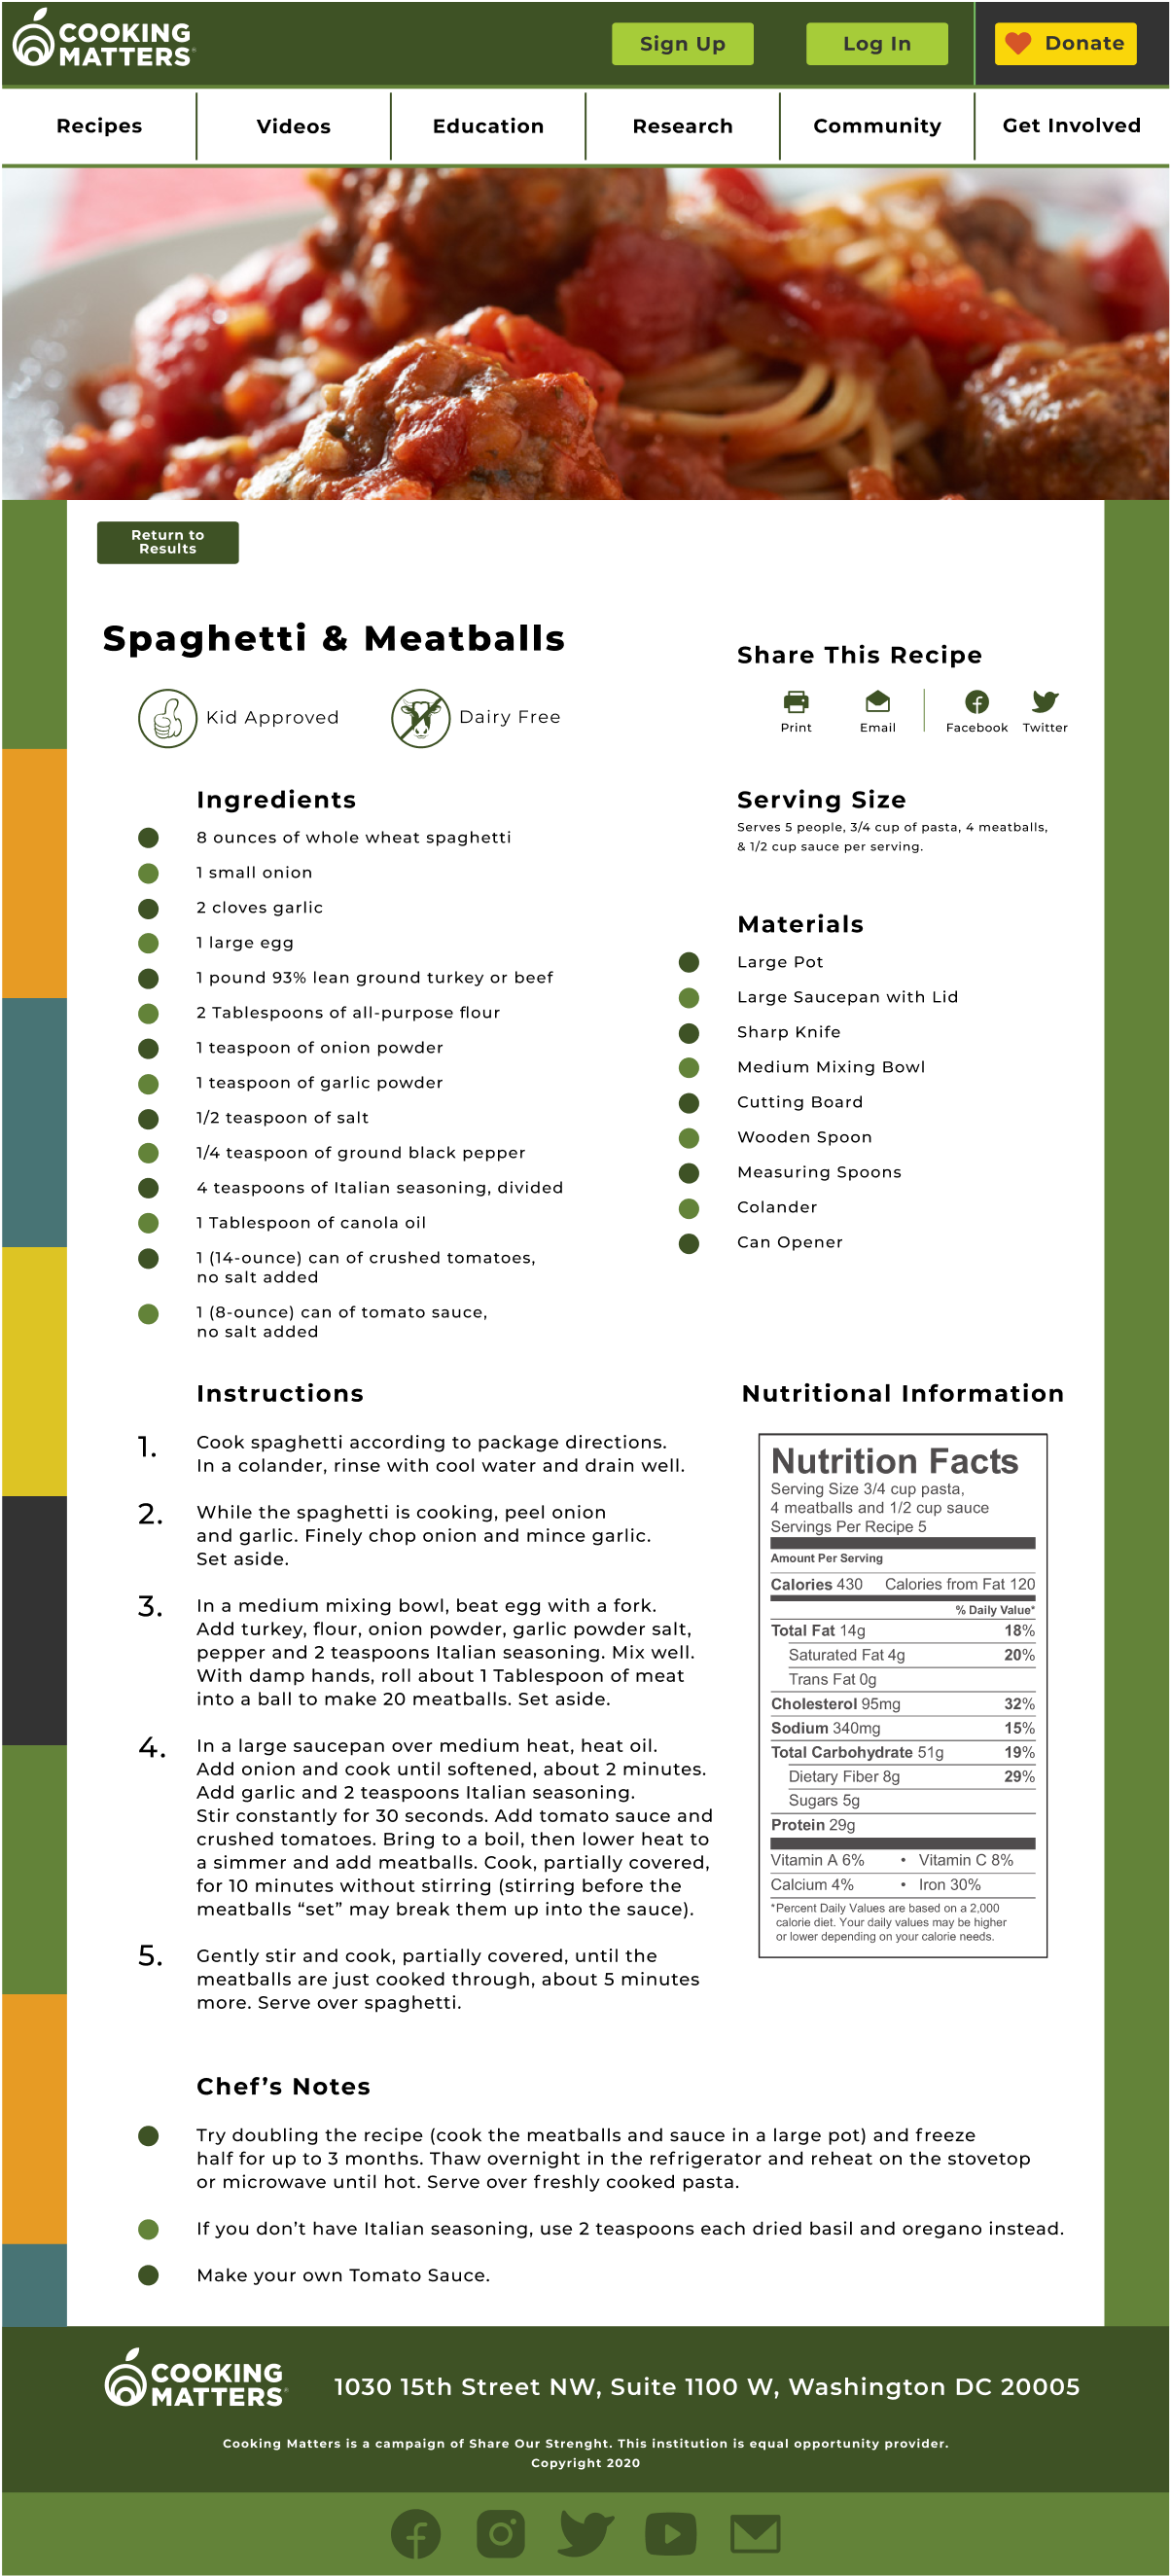 COOKING
MATTERS
Sign Up
Log In
Donate
Recipes
Videos
Education
Research
Community
Get Involved
Return to
Results
Spaghetti & Meatballs
Kid Approved
Dairy Free
Share This Recipe
Print
Email
Facebook
Twitter
Ingredients
8 ounces of whole wheat spaghetti
1 small onion
2 cloves garlic
1 large egg
1 pound 93% lean ground turkey or beef
2 Tablespoons of all-purpose flour
1 teaspoon of onion powder
1 teaspoon of garlic powder
1/2 teaspoon of salt
1/4 teaspoon of ground black pepper
4 teaspoons of Italian seasoning, divided
1 Tablespoon of canola oil
1 (14-ounce) can of crushed tomatoes,
no salt added
1 (8-ounce) can of tomato sauce,
no salt added
Serving Size
Serves 5 people, 3/4 cup of pasta, 4 meatballs,
& 1/2 cup sauce per serving.
Materials
Large Pot
Large Saucepan with Lid
Sharp Knife
Medium Mixing Bowl
Cutting Board
Wooden Spoon
Measuring Spoons
Colander
Can Opener
Instructions
1. Cook spaghetti according to package directions.
In a colander, rinse with cool water and drain well.
2. While the spaghetti is cooking, peel onion
and garlic. Finely chop onion and mince garlic.
Set aside.
3. In a medium mixing bowl, beat egg with a fork.
Add turkey, flour, onion powder, garlic powder salt,
pepper and 2 teaspoons Italian seasoning. Mix well.
With damp hands, roll about 1 Tablespoon of meat
into a ball to make 20 meatballs. Set aside.
4. In a large saucepan over medium heat, heat oil.
Add onion and cook until softened, about 2 minutes.
Add garlic and 2 teaspoons Italian seasoning.
Stir constantly for 30 seconds. Add tomato sauce and
crushed tomatoes. Bring to a boil, then lower heat to
a simmer and add meatballs. Cook, partially covered,
for 10 minutes without stirring (stirring before the
meatballs “set” may break them up into the sauce).
5. Gently stir and cook, partially covered, until the
meatballs are just cooked through, about 5 minutes
more. Serve over spaghetti.
Nutritional Information
Nutrition Facts
Serving Size 3/4 cup pasta,
4 meatballs and 1/2 cup sauce
Servings Per Recipe 5
Amount Per Serving
Calories 430 Calories from Fat 120
% Daily Value*
Total Fat 14g 18%
Saturated Fat 4g 20%
Trans Fat 0g
Cholesterol 95mg 32%
Sodium 340mg 15%
Total Carbohydrate 51g 19%
Dietary Fiber 8g 29%
Sugars 5g
Protein 29g
Vitamin A 6% • Vitamin C 8%
Calcium 4% • Iron 30%
*Percent Daily Values are based on a 2,000
calorie diet. Your daily values may be higher
or lower depending on your calorie needs.
Chef’s Notes
Try doubling the recipe (cook the meatballs and sauce in a large pot) and freeze
half for up to 3 months. Thaw overnight in the refrigerator and reheat on the stovetop
or microwave until hot. Serve over freshly cooked pasta.
If you don’t have Italian seasoning, use 2 teaspoons each dried basil and oregano instead.
Make your own Tomato Sauce.
COOKING
MATTERS
1030 15th Street NW, Suite 1100 W, Washington DC 20005
Cooking Matters is a campaign of Share Our Strenght. This institution is equal opportunity provider.
Copyright 2020